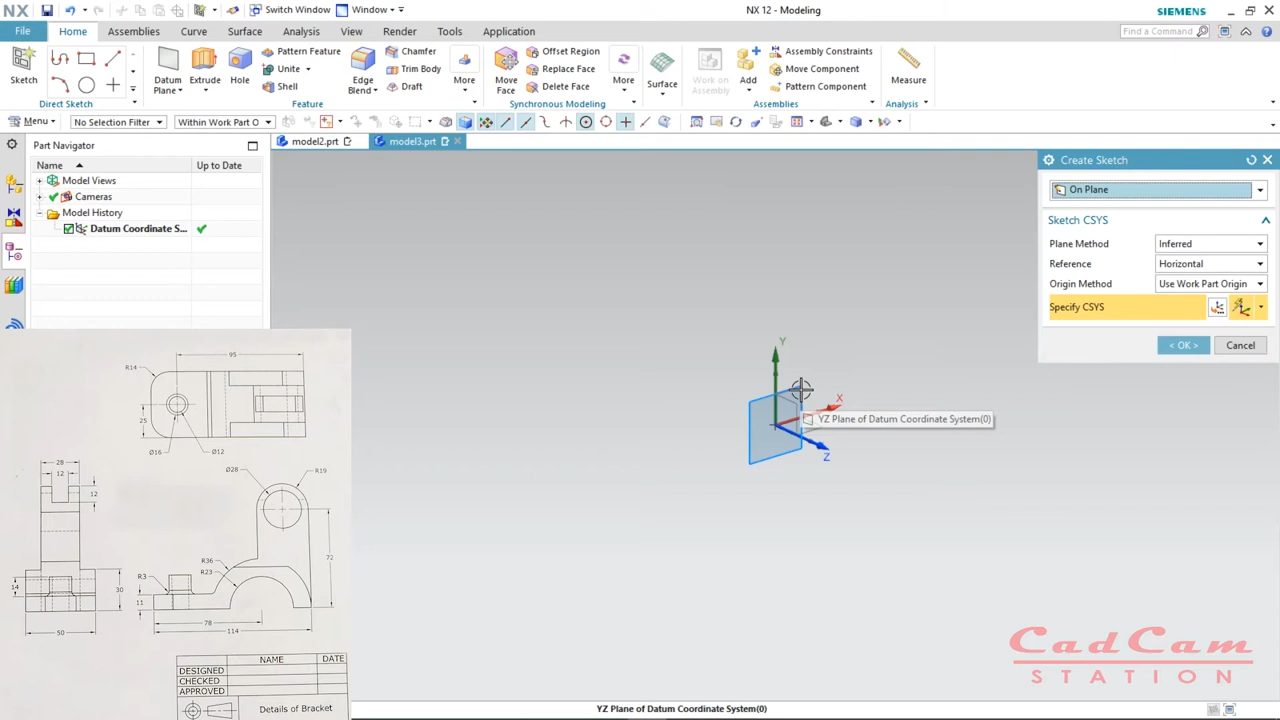 NX
Switch Window
Window
NX 12 - Modeling
SIEMENS
File
Home
Assemblies
Curve
Surface
Analysis
View
Render
Tools
Application
Find a Command
Sketch
Direct Sketch
Datum Plane
Extrude
Hole
Pattern Feature
Unite
Shell
Feature
Edge Blend
Chamfer
Trim Body
Draft
More
Move Face
Offset Region
Replace Face
Delete Face
Synchronous Modeling
More
Surface
Work on Assembly
Add
Assembly Constraints
Move Component
Pattern Component
Assemblies
Measure
Analysis
Menu
No Selection Filter
Within Work Part O
Part Navigator
model2.prt
model3.prt
Name
Up to Date
Model Views
Cameras
Model History
Datum Coordinate S...
Create Sketch
On Plane
Sketch CSYS
Plane Method
Inferred
Reference
Horizontal
Origin Method
Use Work Part Origin
Specify CSYS
< OK >
Cancel
Y
X
Z
YZ Plane of Datum Coordinate System(0)
95
R14
25
Ø16
Ø12
28
12
12
14
30
50
Ø28
R19
R36
R23
R3
11
72
78
114
NAME
DATE
DESIGNED
CHECKED
APPROVED
Details of Bracket
CadCam
STATION
YZ Plane of Datum Coordinate System(0)